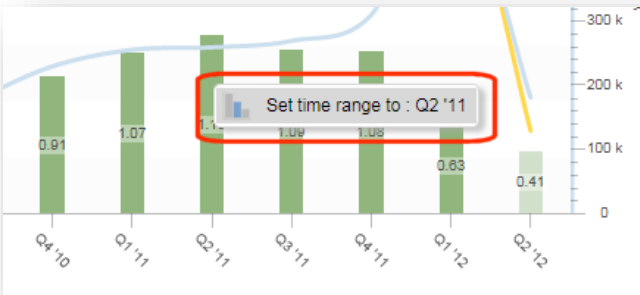 300 k
200 k
Set time range to : Q2 '11
1.09
1.08
1.07
0.91
100 k
0.63
0.41
0
Q4 '10
Q1 '11
Q2 '11
Q3 '11
Q4 '11
Q1 '12
Q2 '12